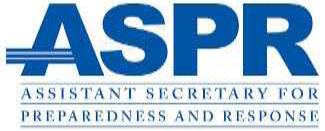 ASPR
ASSISTANT SECRETARY FOR
PREPAREDNESS AND RESPONSE